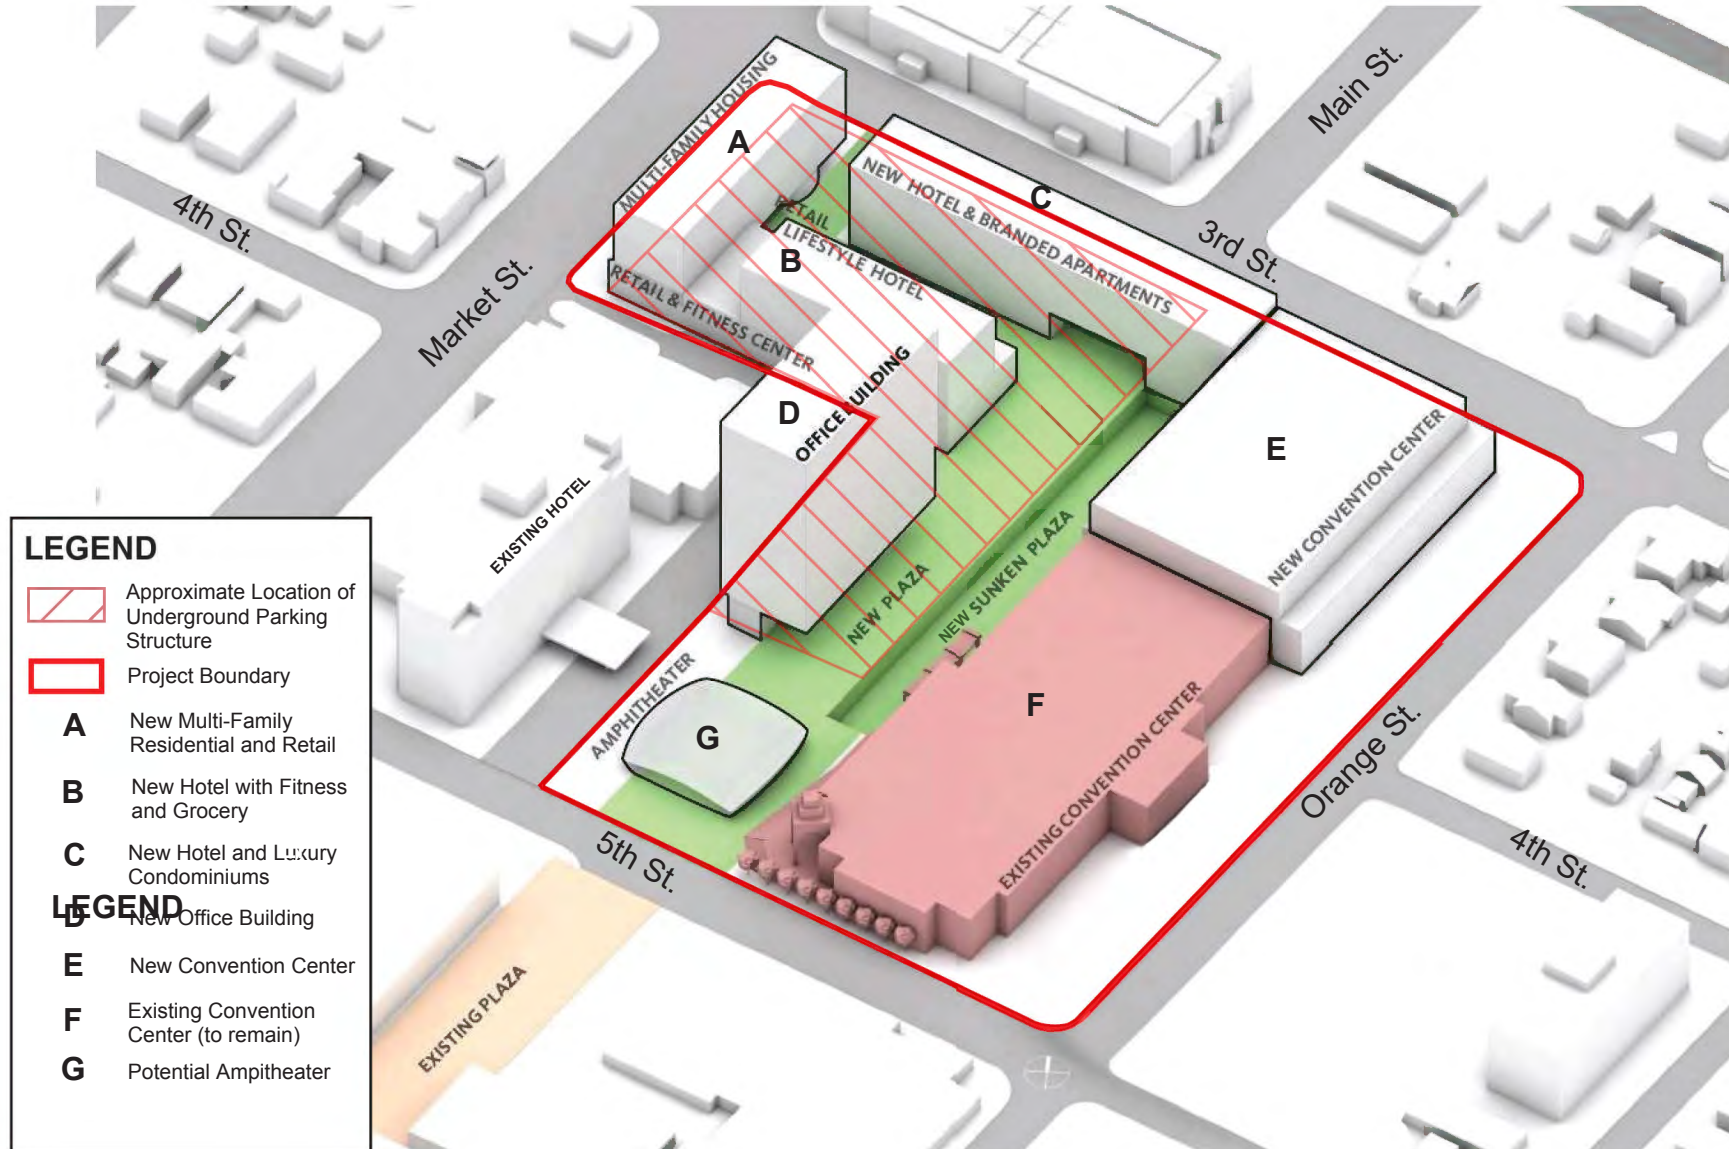 MULTI-FAMILY HOUSING
A
Main St.
4th St.
NEW HOTEL & BRANDED APARTMENTS
C
RETAIL
LIFESTYLE HOTEL
B
3rd St.
Market St.
RETAIL & FITNESS CENTER
D
OFFICE BUILDING
E
NEW CONVENTION CENTER
EXISTING HOTEL
NEW PLAZA
NEW SUNKEN PLAZA
AMPHITHEATER
G
F
EXISTING CONVENTION CENTER
Orange St.
5th St.
4th St.
EXISTING PLAZA
LEGEND
Approximate Location of
Underground Parking
Structure
Project Boundary
A New Multi-Family
Residential and Retail
B New Hotel with Fitness
and Grocery
C New Hotel and Luxury
Condominiums
LEGEND
D New Office Building
E New Convention Center
F Existing Convention
Center (to remain)
G Potential Ampitheater